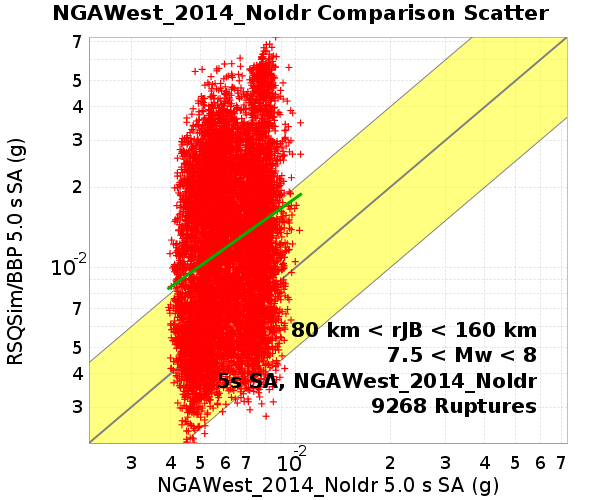 NGAWest_2014_NoIdr Comparison Scatter
RSQSim/BBP 5.0 s SA (g)
7
5
4
3
2
10-2
7
5
4
3
80 km < rJB < 160 km
7.5 < Mw < 8
5s SA, NGAWest_2014_NoIdr
9268 Ruptures
3 4 5 6 7 10-2 2 3 4 5 6 7
NGAWest_2014_NoIdr 5.0 s SA (g)